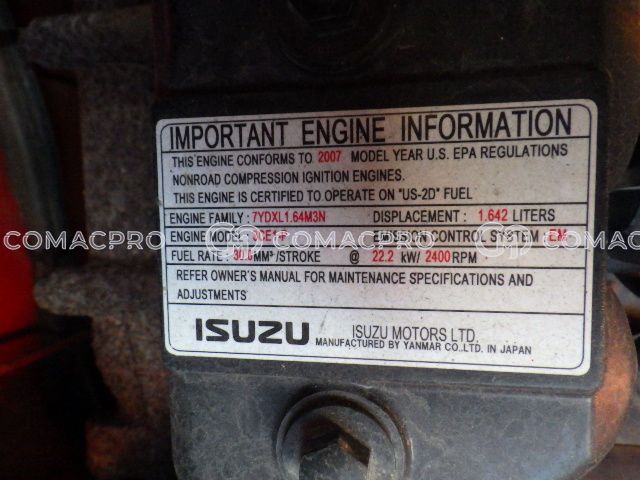 IMPORTANT ENGINE INFORMATION
THIS ENGINE CONFORMS TO 2007 MODEL YEAR U.S. EPA REGULATIONS
NONROAD COMPRESSION IGNITION ENGINES.
THIS ENGINE IS CERTIFIED TO OPERATE ON "US-2D" FUEL
ENGINE FAMILY : 7YDXL1.64M3N DISPLACEMENT : 1.642 LITERS
ENGINE MODEL : EMISSION CONTROL SYSTEM : EM
COMACPRO COMACPRO COMACPRO
FUEL RATE : MM³/STROKE @ 22.2 kW/ 2400 RPM
REFER OWNER'S MANUAL FOR MAINTENANCE SPECIFICATIONS AND
ADJUSTMENTS
ISUZU ISUZU MOTORS LTD.
MANUFACTURED BY YANMAR CO.,LTD. IN JAPAN